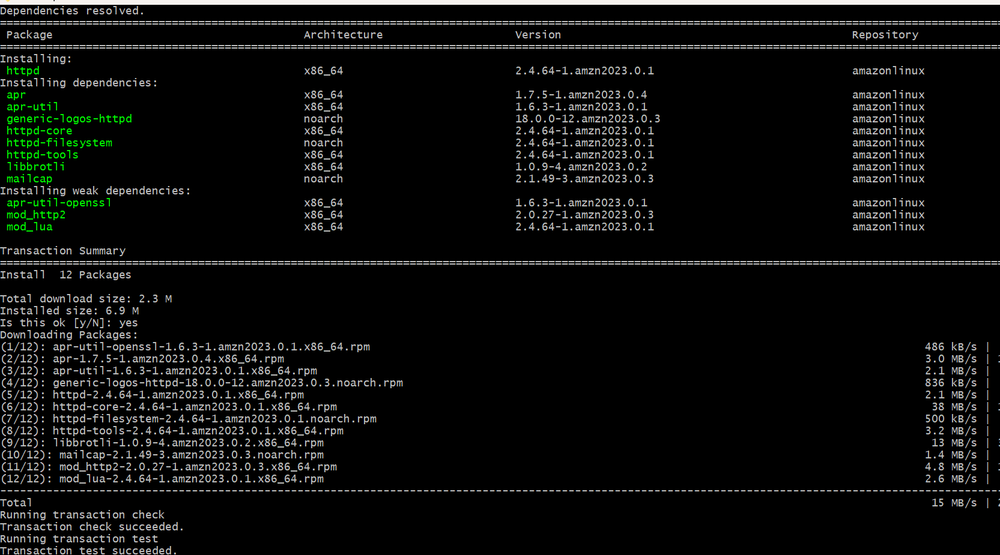 Dependencies resolved.
================================================================================
Package Architecture Version Repository
================================================================================
Installing:
httpd x86_64 2.4.64-1.amzn2023.0.1 amazonlinux
Installing dependencies:
apr x86_64 1.7.5-1.amzn2023.0.4 amazonlinux
apr-util x86_64 1.6.3-1.amzn2023.0.1 amazonlinux
generic-logos-httpd noarch 18.0.0-12.amzn2023.0.3 amazonlinux
httpd-core x86_64 2.4.64-1.amzn2023.0.1 amazonlinux
httpd-filesystem noarch 2.4.64-1.amzn2023.0.1 amazonlinux
httpd-tools x86_64 2.4.64-1.amzn2023.0.1 amazonlinux
libbrotli x86_64 1.0.9-4.amzn2023.0.2 amazonlinux
mailcap noarch 2.1.49-3.amzn2023.0.3 amazonlinux
Installing weak dependencies:
apr-util-openssl x86_64 1.6.3-1.amzn2023.0.1 amazonlinux
mod_http2 x86_64 2.0.27-1.amzn2023.0.3 amazonlinux
mod_lua x86_64 2.4.64-1.amzn2023.0.1 amazonlinux
Transaction Summary
================================================================================
Install 12 Packages
Total download size: 2.3 M
Installed size: 6.9 M
Is this ok [y/N]: yes
Downloading Packages:
(1/12): apr-util-openssl-1.6.3-1.amzn2023.0.1.x86_64.rpm 486 kB/s |
(2/12): apr-1.7.5-1.amzn2023.0.4.x86_64.rpm 3.0 MB/s |
(3/12): apr-util-1.6.3-1.amzn2023.0.1.x86_64.rpm 2.1 MB/s |
(4/12): generic-logos-httpd-18.0.0-12.amzn2023.0.3.noarch.rpm 836 kB/s |
(5/12): httpd-2.4.64-1.amzn2023.0.1.x86_64.rpm 2.1 MB/s |
(6/12): httpd-core-2.4.64-1.amzn2023.0.1.x86_64.rpm 38 MB/s |
(7/12): httpd-filesystem-2.4.64-1.amzn2023.0.1.noarch.rpm 500 kB/s |
(8/12): httpd-tools-2.4.64-1.amzn2023.0.1.x86_64.rpm 3.2 MB/s |
(9/12): libbrotli-1.0.9-4.amzn2023.0.2.x86_64.rpm 13 MB/s |
(10/12): mailcap-2.1.49-3.amzn2023.0.3.noarch.rpm 1.4 MB/s |
(11/12): mod_http2-2.0.27-1.amzn2023.0.3.x86_64.rpm 4.8 MB/s |
(12/12): mod_lua-2.4.64-1.amzn2023.0.1.x86_64.rpm 2.6 MB/s |
--------------------------------------------------------------------------------
Total 15 MB/s |
Running transaction check
Transaction check succeeded.
Running transaction test
Transaction test succeeded.